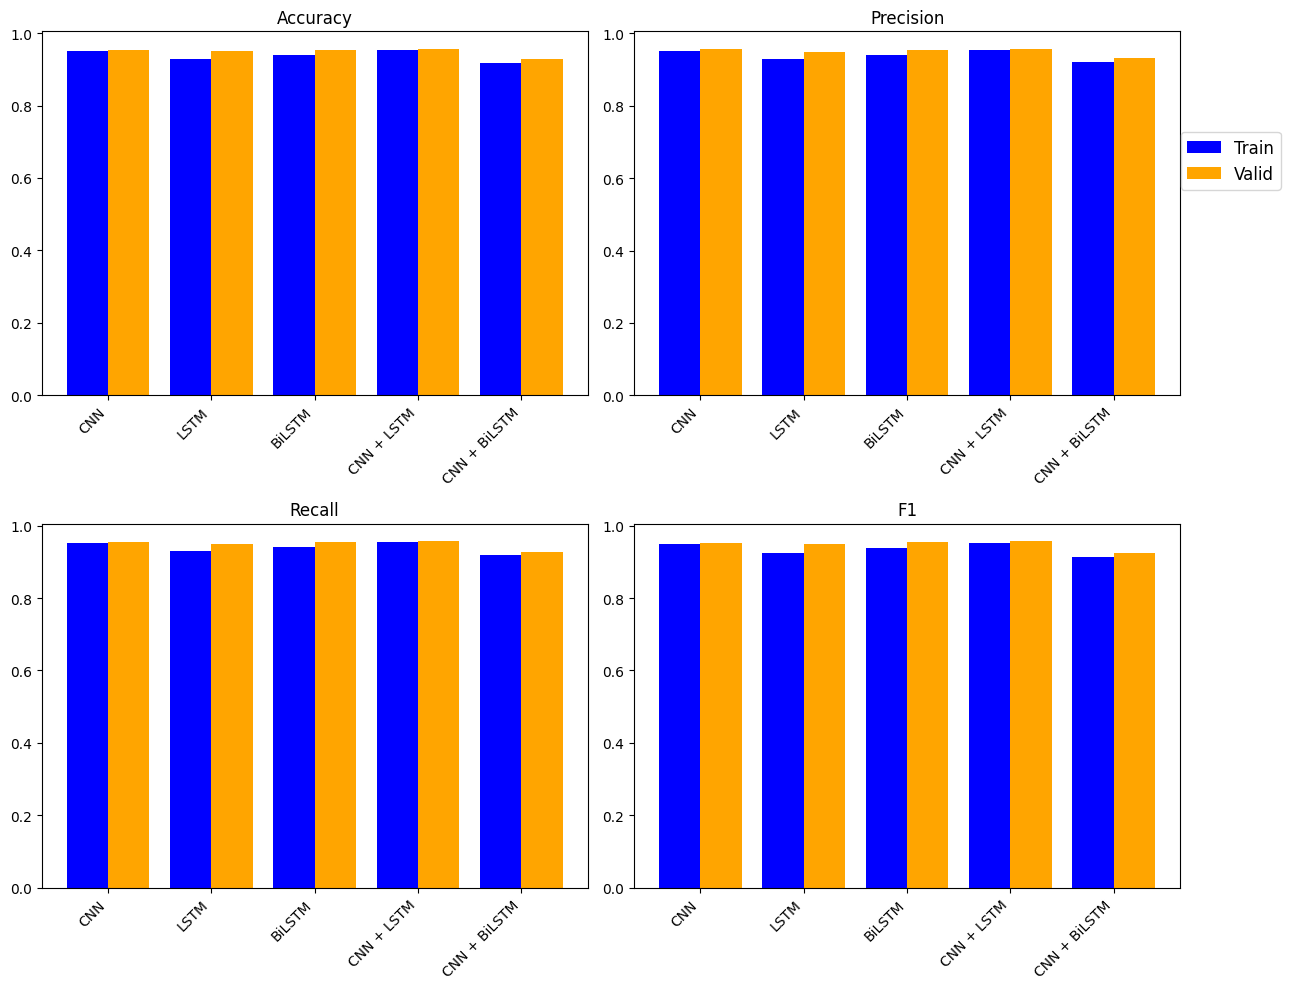 Accuracy
1.0
0.8
0.6
0.4
0.2
0.0
CNN
LSTM
BiLSTM
CNN + LSTM
CNN + BiLSTM
Precision
1.0
0.8
0.6
0.4
0.2
0.0
CNN
LSTM
BiLSTM
CNN + LSTM
CNN + BiLSTM
Train
Valid
Recall
1.0
0.8
0.6
0.4
0.2
0.0
CNN
LSTM
BiLSTM
CNN + LSTM
CNN + BiLSTM
F1
1.0
0.8
0.6
0.4
0.2
0.0
CNN
LSTM
BiLSTM
CNN + LSTM
CNN + BiLSTM